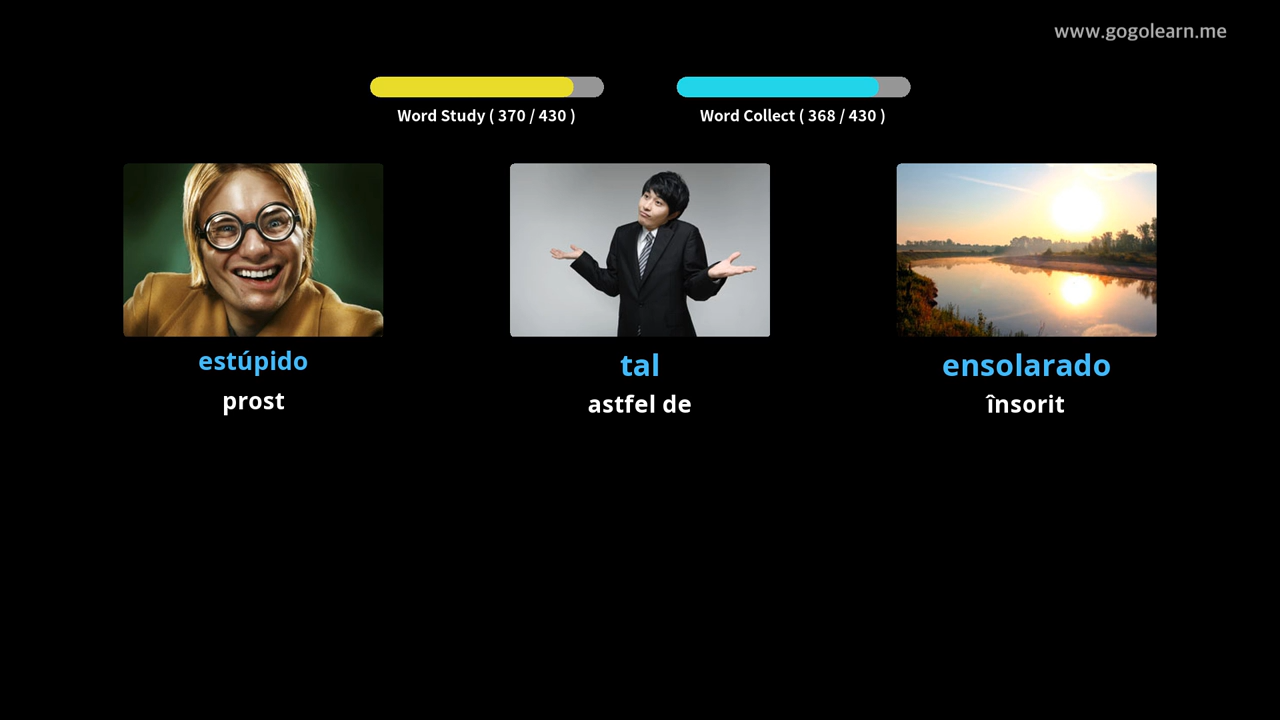 www.gogolearn.me
Word Study ( 370 / 430 )
Word Collect ( 368 / 430 )
estúpido
prost
tal
astfel de
ensolarado
însorit